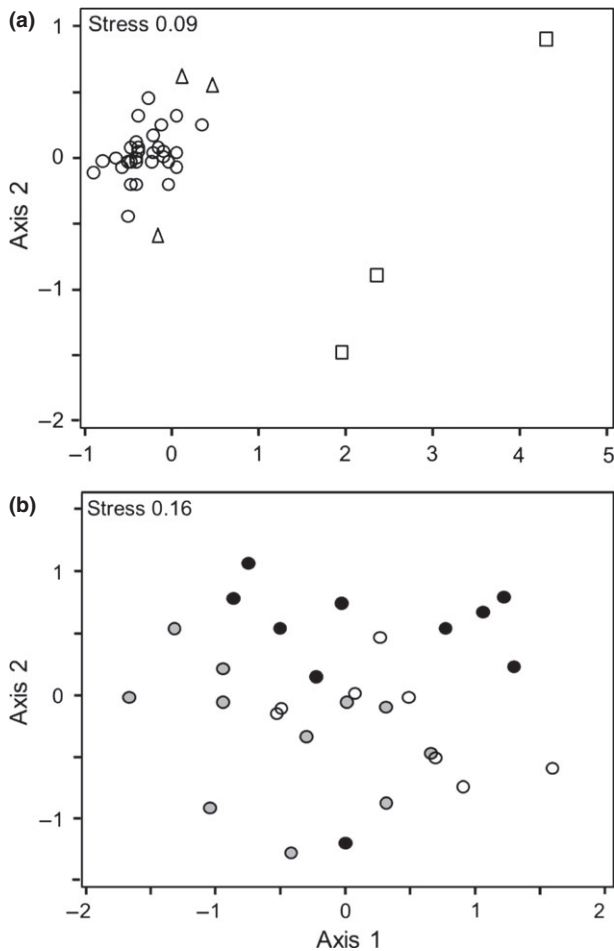 (a)
Stress 0.09
1
0
–1
–2
Axis 2
–1 0 1 2 3 4 5
(b)
Stress 0.16
1
0
–1
Axis 2
–2 –1 0 1 2
Axis 1